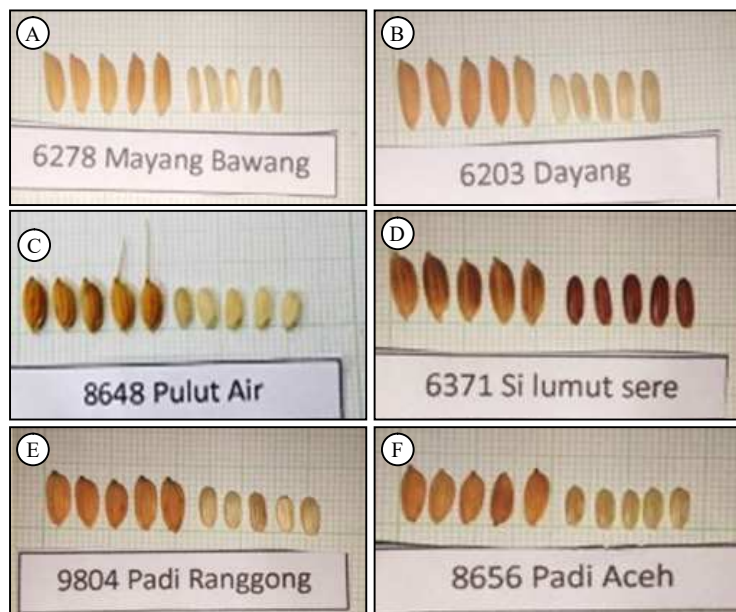 A
6278 Mayang Bawang
B
6203 Dayang
C
8648 Pulut Air
D
6371 Si lumut sere
E
9804 Padi Ranggong
F
8656 Padi Aceh